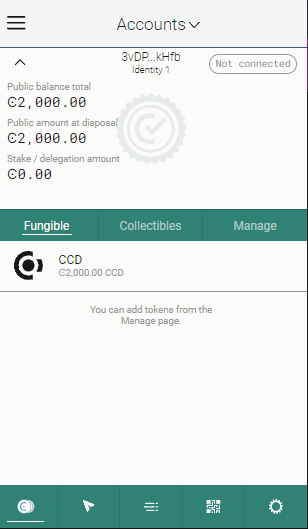 Accounts
3vDP...kHfb
Identity 1
Not connected
Public balance total
Ͼ2,000.00
Public amount at disposal
Ͼ2,000.00
Stake / delegation amount
Ͼ0.00
Fungible
Collectibles
Manage
CCD
Ͼ2,000.00 CCD
You can add tokens from the
Manage page.